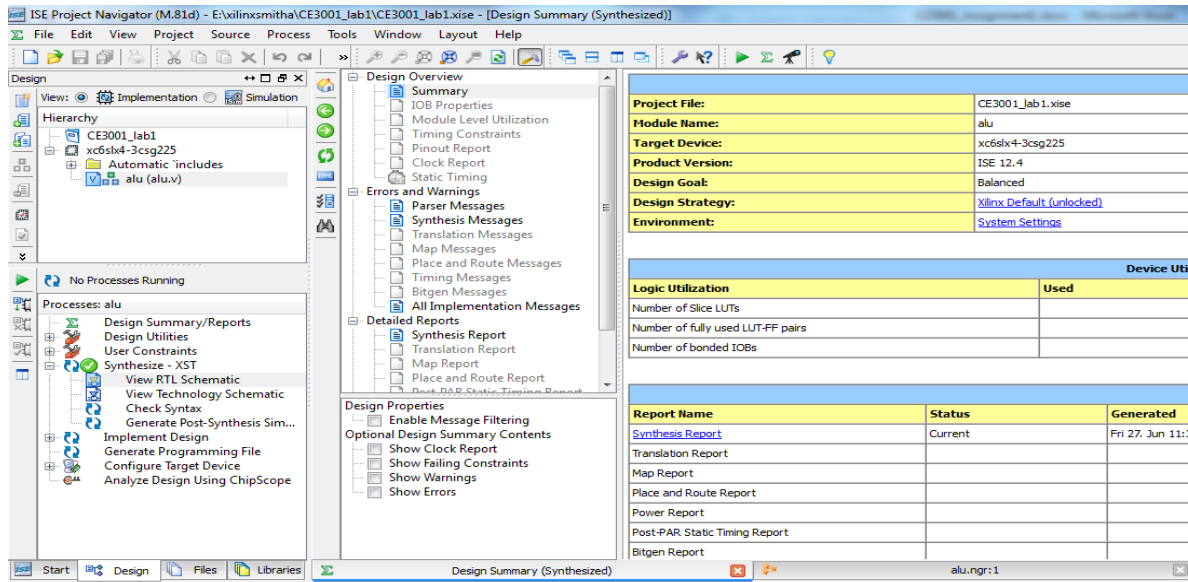 ISE Project Navigator (M.81d) - E:\xilinxsmitha\CE3001_lab1\CE3001_lab1.xise - [Design Summary (Synthesized)]
File Edit View Project Source Process Tools Window Layout Help
Design
View: Implementation Simulation
Hierarchy
CE3001_lab1
xc6slx4-3csg225
Automatic `includes
alu (alu.v)
No Processes Running
Processes: alu
Design Summary/Reports
Design Utilities
User Constraints
Synthesize - XST
View RTL Schematic
View Technology Schematic
Check Syntax
Generate Post-Synthesis Sim...
Implement Design
Generate Programming File
Configure Target Device
Analyze Design Using ChipScope
Start Design Files Libraries
Design Overview
Summary
IOB Properties
Module Level Utilization
Timing Constraints
Pinout Report
Clock Report
Static Timing
Errors and Warnings
Parser Messages
Synthesis Messages
Translation Messages
Map Messages
Place and Route Messages
Timing Messages
Bitgen Messages
All Implementation Messages
Detailed Reports
Synthesis Report
Translation Report
Map Report
Place and Route Report
Post-PAR Static Timing Report
Design Properties
Enable Message Filtering
Optional Design Summary Contents
Show Clock Report
Show Failing Constraints
Show Warnings
Show Errors
Project File: CE3001_lab1.xise
Module Name: alu
Target Device: xc6slx4-3csg225
Product Version: ISE 12.4
Design Goal: Balanced
Design Strategy: Xilinx Default (unlocked)
Environment: System Settings
Device Uti
Logic Utilization Used
Number of Slice LUTs
Number of fully used LUT-FF pairs
Number of bonded IOBs
Report Name Status Generated
Synthesis Report Current Fri 27. Jun 11:
Translation Report
Map Report
Place and Route Report
Power Report
Post-PAR Static Timing Report
Bitgen Report
Design Summary (Synthesized) alu.ngr:1